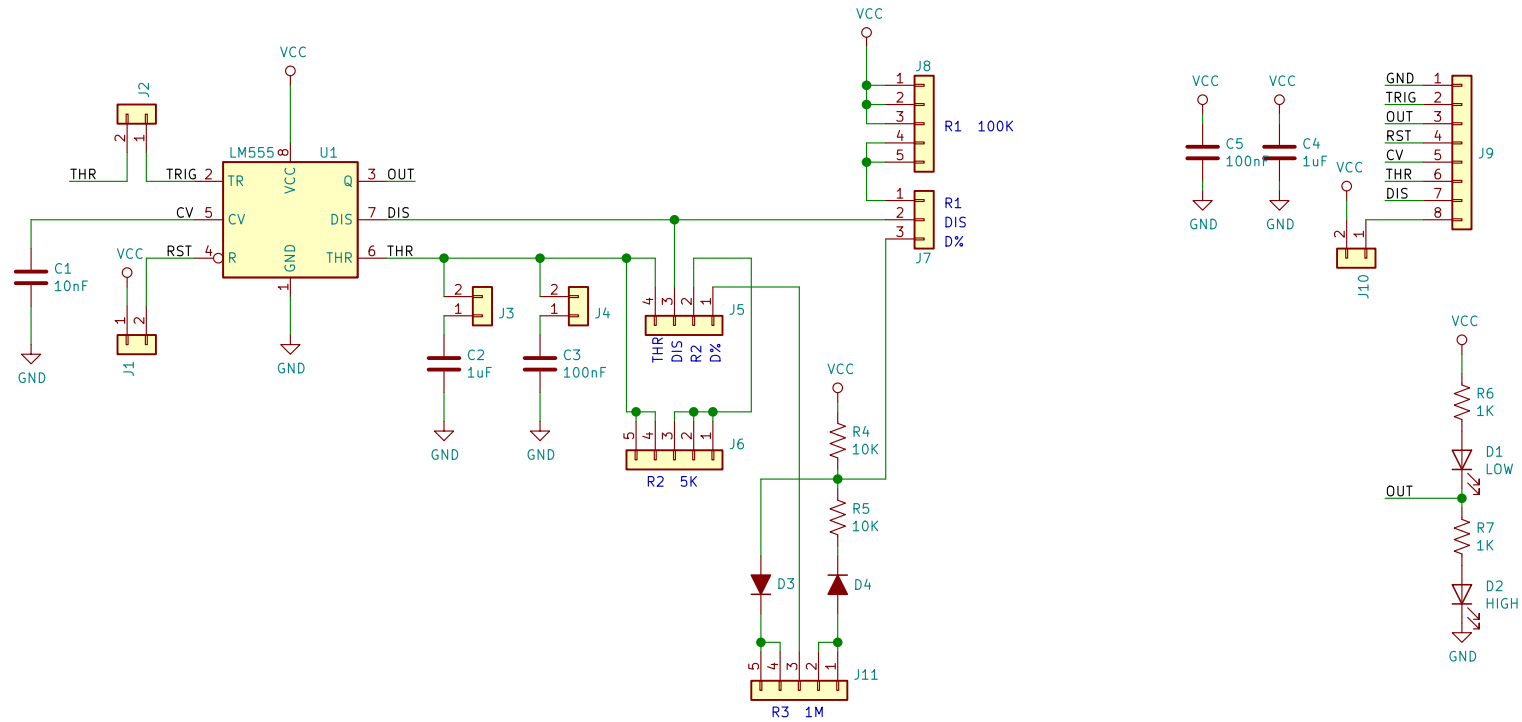 VCC
J8
1
2
3
4
5
R1 100K
VCC
J2
2
1
LM555
U1
8
VCC
THR
TRIG
2
TR
Q
3
OUT
CV
5
CV
DIS
7
DIS
VCC
RST
4
R
GND
THR
6
THR
1
GND
C1
10nF
GND
1
2
J1
1
2
3
R1
DIS
D%
J7
2
1
J3
C2
1uF
GND
2
1
J4
C3
100nF
GND
4
3
2
1
J5
THR
DIS
R2
D%
5
4
3
2
1
J6
R2 5K
VCC
R4
10K
R5
10K
D3
D4
5
4
3
2
1
J11
R3 1M
VCC
C5
100nF
GND
VCC
C4
1uF
GND
GND
1
TRIG
2
OUT
3
RST
4
CV
5
THR
6
DIS
7
8
J9
VCC
2
1
J10
VCC
R6
1K
D1
LOW
OUT
R7
1K
D2
HIGH
GND